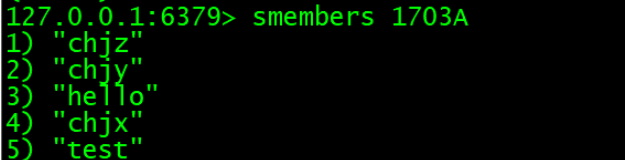 127.0.0.1:6379> smembers 1703A
1) "chjz"
2) "chjy"
3) "hello"
4) "chjx"
5) "test"